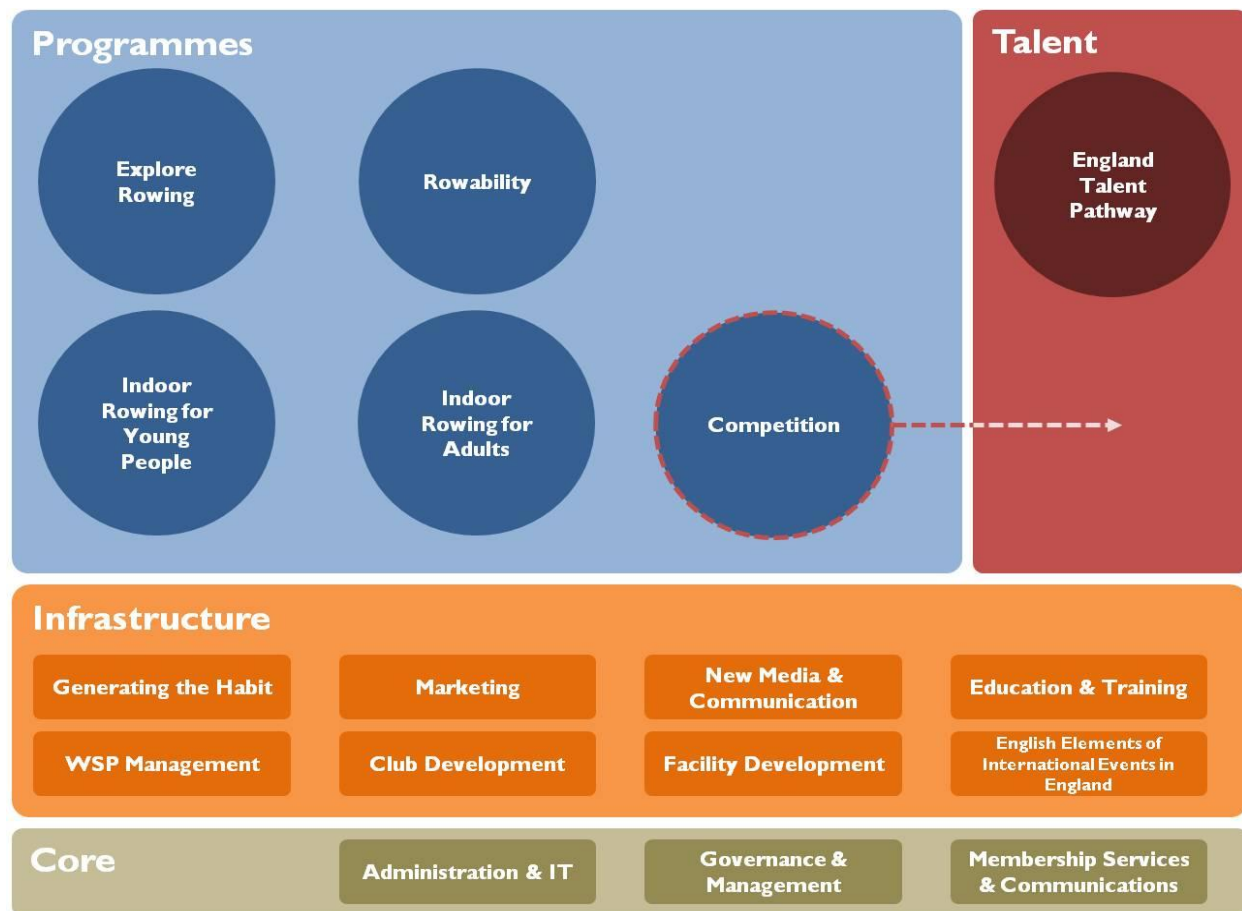 Programmes
Explore
Rowing
Rowability
Indoor
Rowing for
Young
People
Indoor
Rowing for
Adults
Competition
Talent
England
Talent
Pathway
Infrastructure
Generating the Habit
Marketing
New Media &
Communication
Education & Training
WSP Management
Club Development
Facility Development
English Elements of
International Events in
England
Core
Administration & IT
Governance &
Management
Membership Services
& Communications